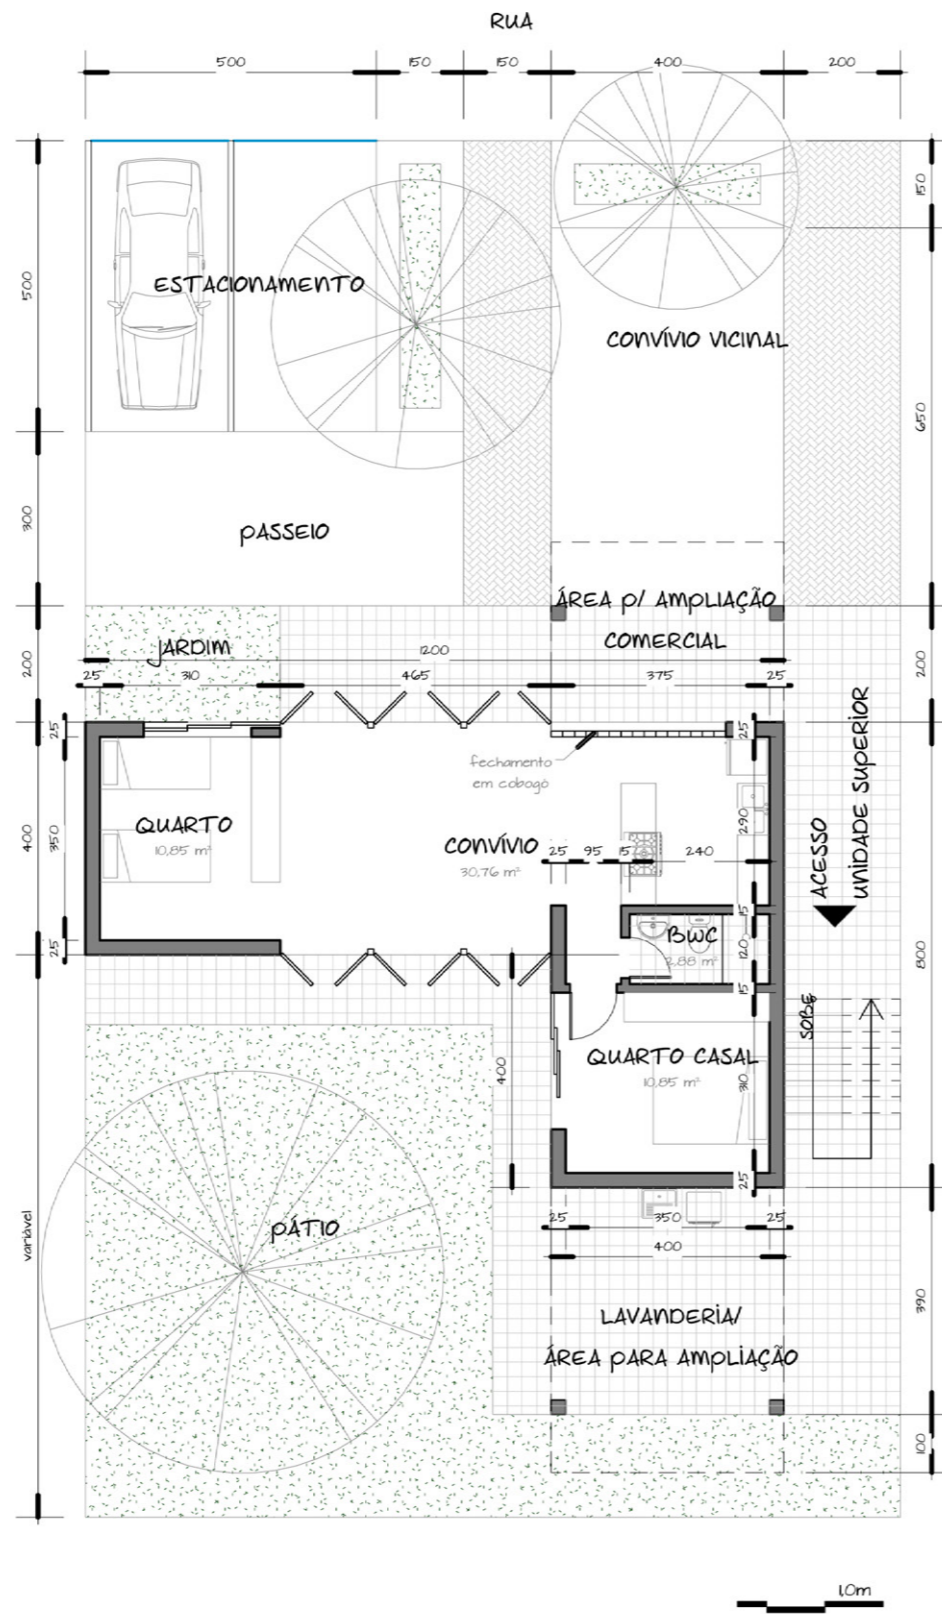 RUA
500 150 150 400 200
150
500
ESTACIONAMENTO
CONVÍVIO VICINAL
650
300
PASSEIO
ÁREA P/ AMPLIAÇÃO
COMERCIAL
JARDIM
200
1200
200
25 310 465 375 25
25
25
fechamento
em cobogó
ACESSO
UNIDADE SUPERIOR
QUARTO
10,85 m²
400
350
CONVÍVIO
30,76 m²
290
25 95 15 240
15
BWC
2,88 m²
120
25
15
800
SOBE
400
QUARTO CASAL
10,85 m²
310
25
25 350 25
400
variável
PÁTIO
LAVANDERIA/
ÁREA PARA AMPLIAÇÃO
390
100
1,0m